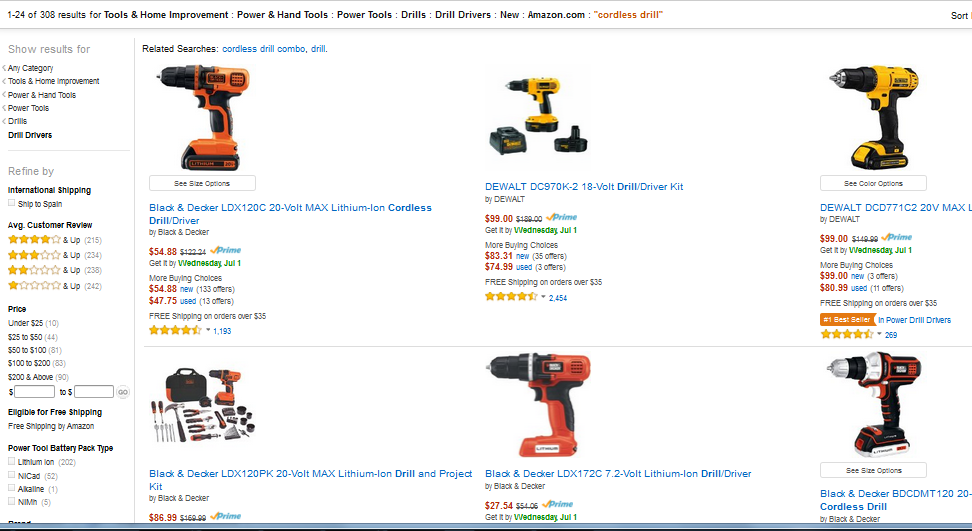 1-24 of 308 results for Tools & Home Improvement : Power & Hand Tools : Power Tools : Drills : Drill Drivers : New : Amazon.com : "cordless drill"
Sort
Show results for
Any Category
Tools & Home Improvement
Power & Hand Tools
Power Tools
Drills
Drill Drivers
Refine by
International Shipping
Ship to Spain
Avg. Customer Review
& Up (215)
& Up (234)
& Up (238)
& Up (242)
Price
Under $25 (10)
$25 to $50 (44)
$50 to $100 (81)
$100 to $200 (83)
$200 & Above (90)
$ to $ GO
Eligible for Free Shipping
Free Shipping by Amazon
Power Tool Battery Pack Type
Lithium Ion (202)
NiCad (52)
Alkaline (1)
NiMh (5)
Brand
Related Searches: cordless drill combo, drill.
See Size Options
Black & Decker LDX120C 20-Volt MAX Lithium-Ion Cordless
Drill/Driver
by Black & Decker
$54.88 $122.24 Prime
Get it by Wednesday, Jul 1
More Buying Choices
$54.88 new (133 offers)
$47.75 used (13 offers)
FREE Shipping on orders over $35
1,193
DEWALT DC970K-2 18-Volt Drill/Driver Kit
by DEWALT
$99.00 $189.00 Prime
Get it by Wednesday, Jul 1
More Buying Choices
$83.31 new (35 offers)
$74.99 used (3 offers)
FREE Shipping on orders over $35
2,454
See Color Options
DEWALT DCD771C2 20V MAX L
by DEWALT
$99.00 $149.99 Prime
Get it by Wednesday, Jul 1
More Buying Choices
$99.00 new (3 offers)
$80.99 used (11 offers)
FREE Shipping on orders over $35
#1 Best Seller in Power Drill Drivers
269
Black & Decker LDX120PK 20-Volt MAX Lithium-Ion Drill and Project
Kit
by Black & Decker
$86.99 $169.99 Prime
LITHIUM
Black & Decker LDX172C 7.2-Volt Lithium-Ion Drill/Driver
by Black & Decker
$27.54 $54.06 Prime
Get it by Wednesday, Jul 1
See Size Options
Black & Decker BDCDMT120 20-
Cordless Drill
by Black & Decker